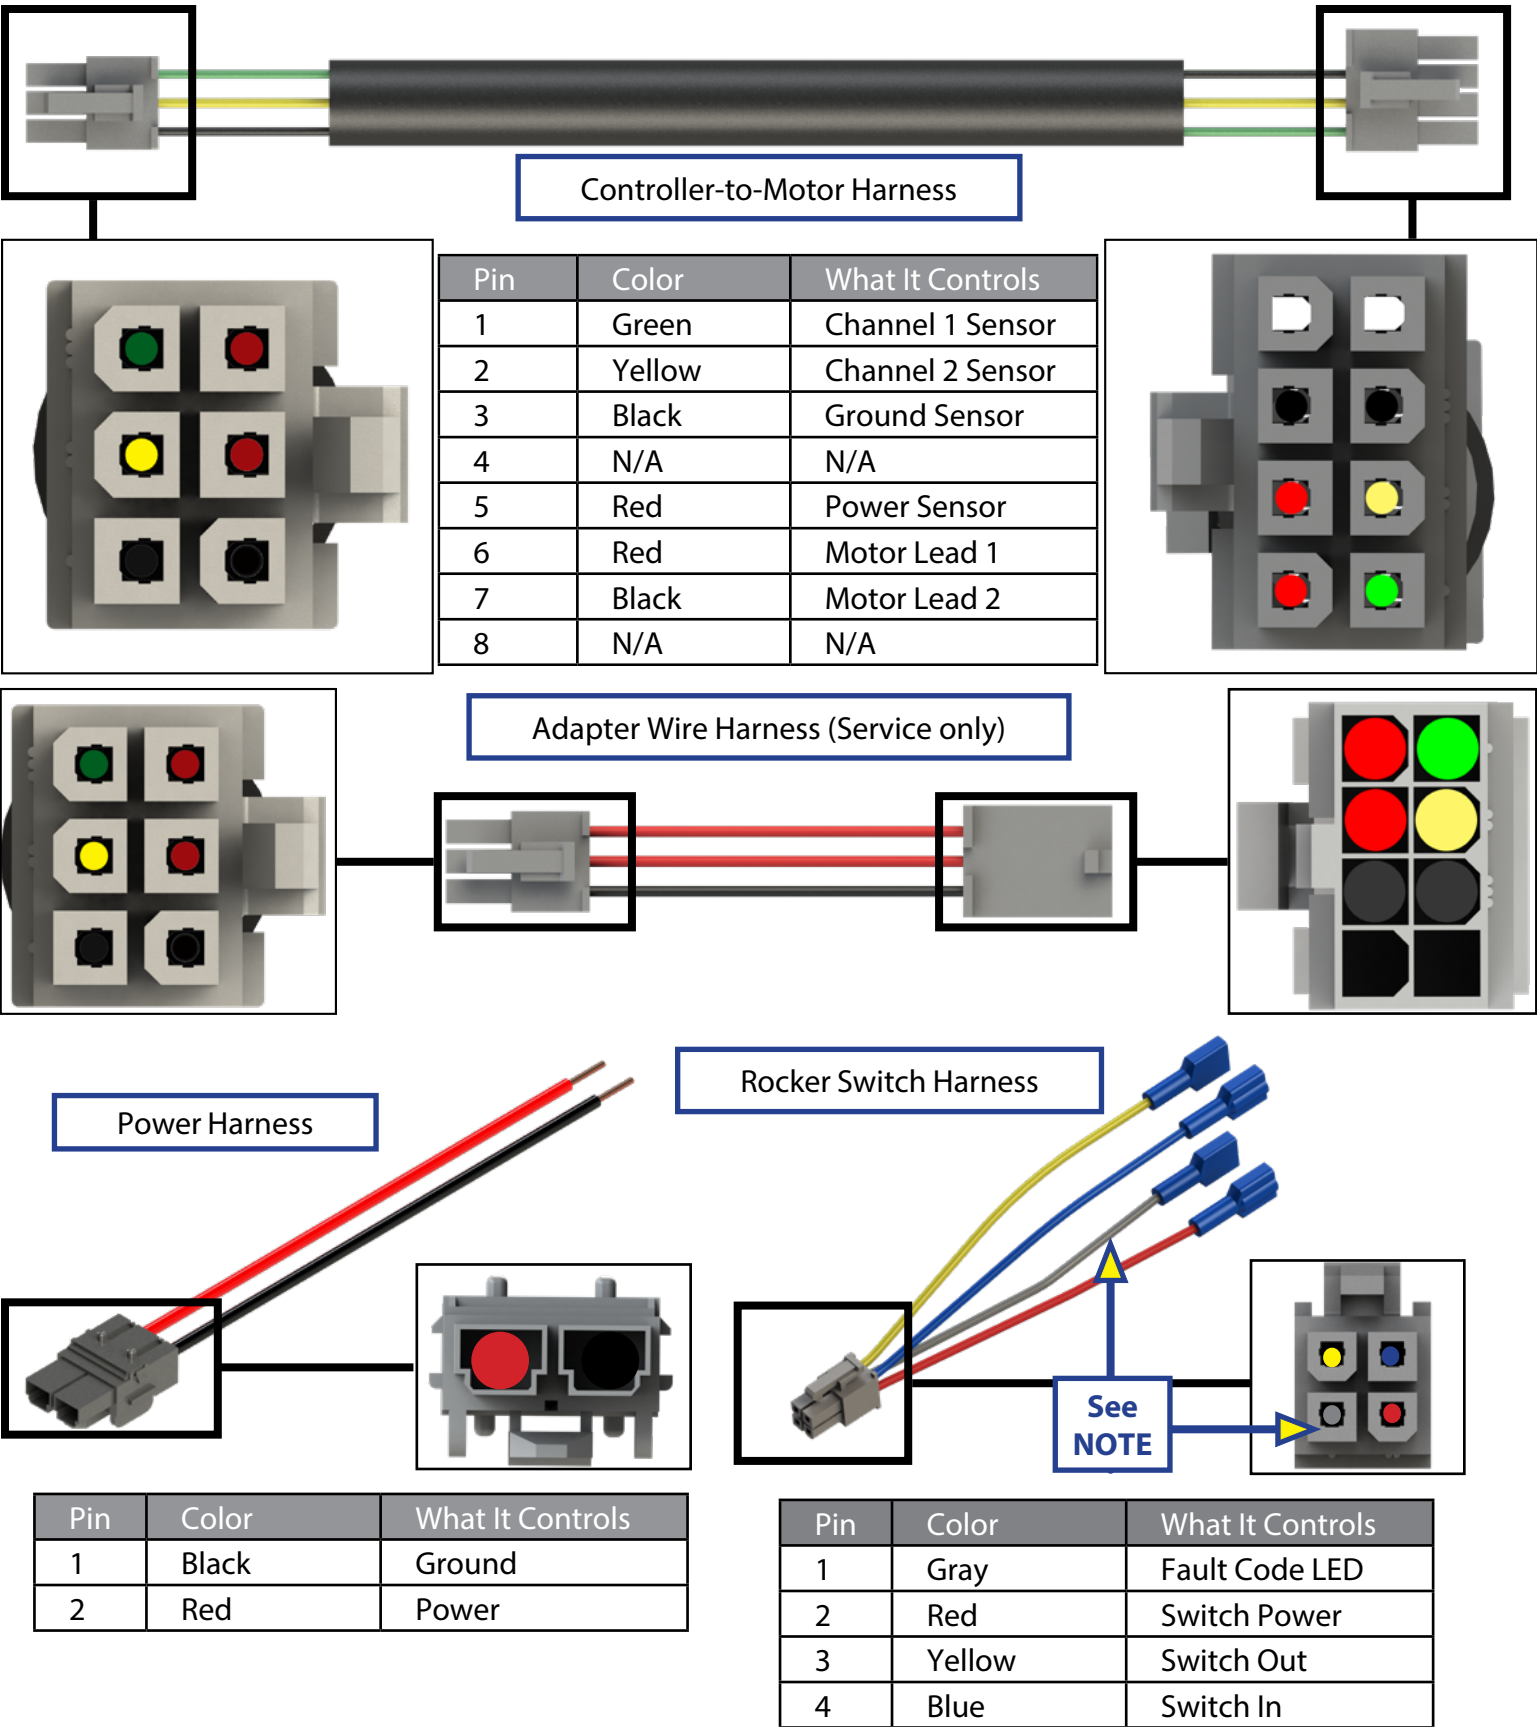 Controller-to-Motor Harness
Pin Color What It Controls
1 Green Channel 1 Sensor
2 Yellow Channel 2 Sensor
3 Black Ground Sensor
4 N/A N/A
5 Red Power Sensor
6 Red Motor Lead 1
7 Black Motor Lead 2
8 N/A N/A
Adapter Wire Harness (Service only)
Power Harness
Rocker Switch Harness
See
NOTE
Pin Color What It Controls
1 Black Ground
2 Red Power
Pin Color What It Controls
1 Gray Fault Code LED
2 Red Switch Power
3 Yellow Switch Out
4 Blue Switch In